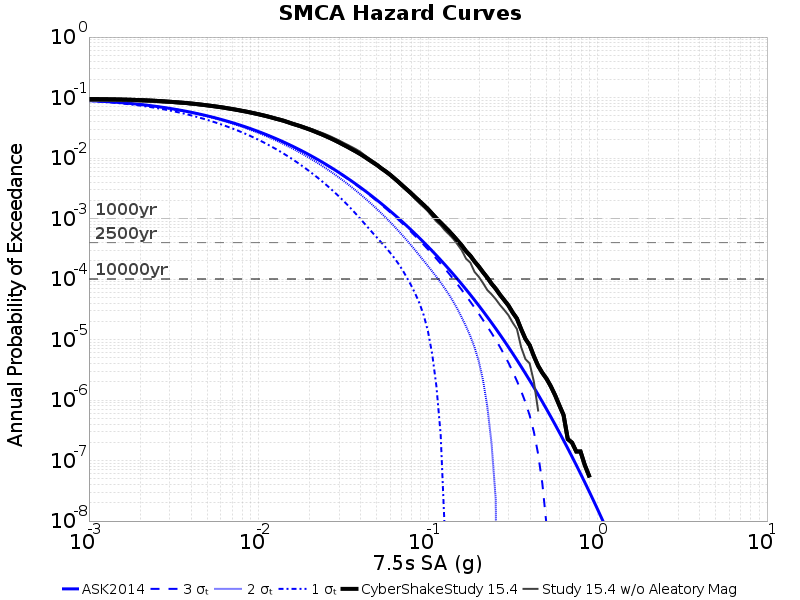 SMCA Hazard Curves
Annual Probability of Exceedance
10^0
10^-1
10^-2
10^-3
10^-4
10^-5
10^-6
10^-7
10^-8
1000yr
2500yr
10000yr
10^-3 10^-2 10^-1 10^0 10^1
7.5s SA (g)
ASK2014 3 σₜ 2 σₜ 1 σₜ CyberShakeStudy 15.4 Study 15.4 w/o Aleatory Mag